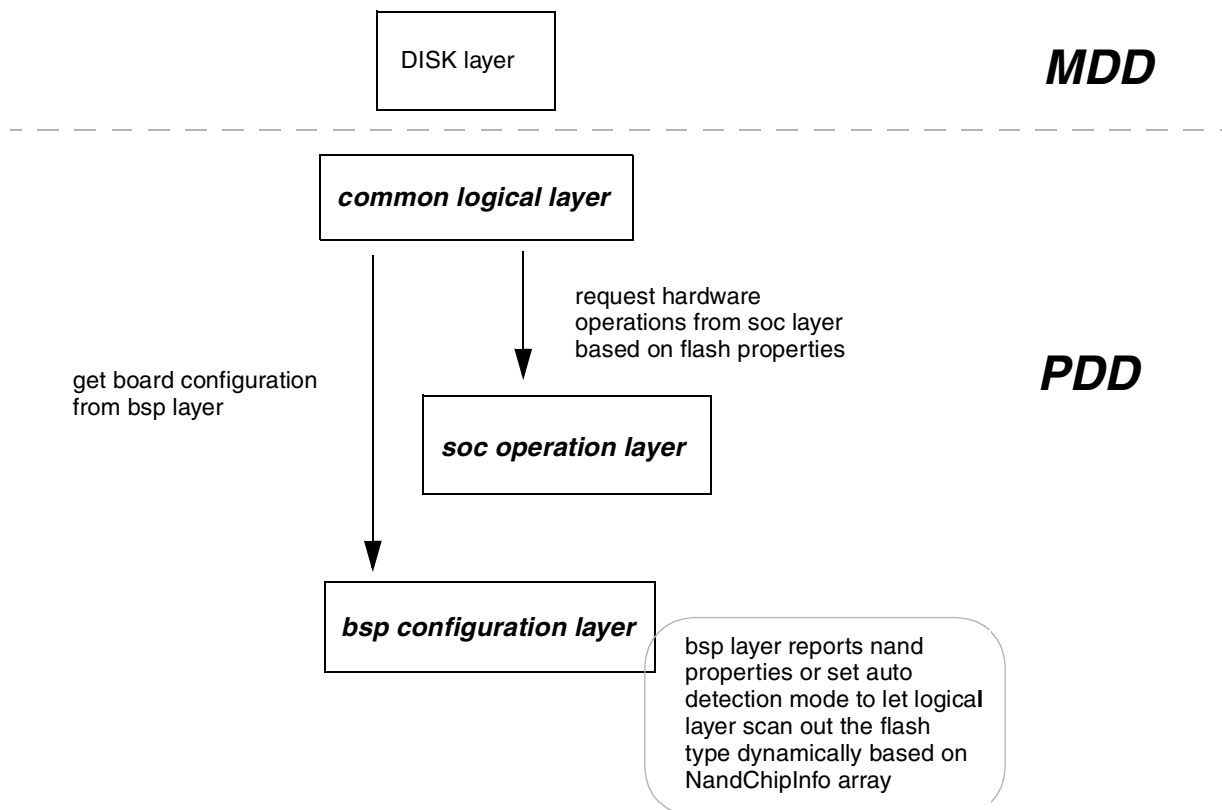 DISK layer
MDD
common logical layer
request hardware
operations from soc layer
based on flash properties
get board configuration
from bsp layer
PDD
soc operation layer
bsp configuration layer
bsp layer reports nand
properties or set auto
detection mode to let logical
layer scan out the flash
type dynamically based on
NandChipInfo array